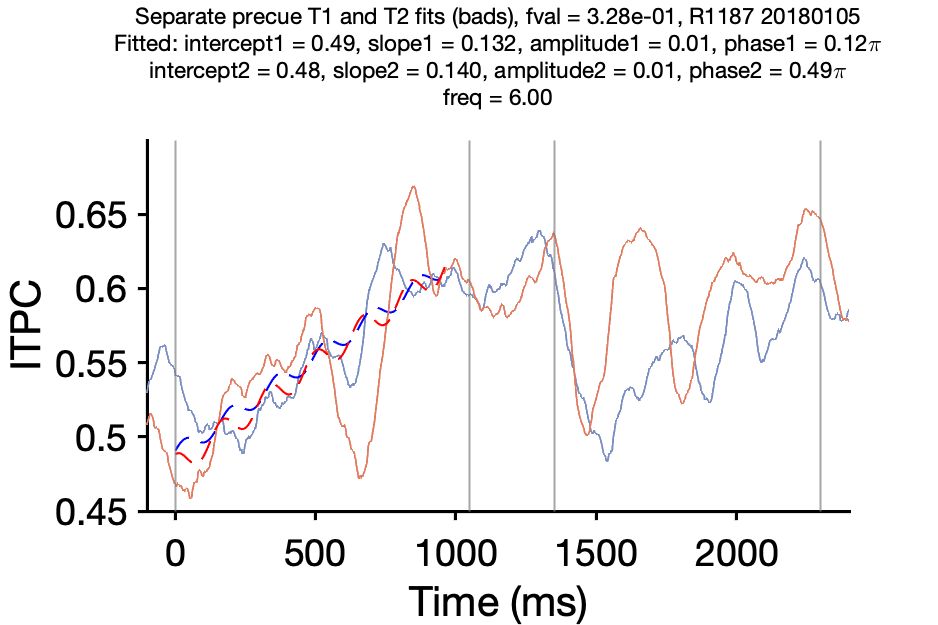 Separate precue T1 and T2 fits (bads), fval = 3.28e-01, R1187 20180105
Fitted: intercept1 = 0.49, slope1 = 0.132, amplitude1 = 0.01, phase1 = 0.12π
intercept2 = 0.48, slope2 = 0.140, amplitude2 = 0.01, phase2 = 0.49π
freq = 6.00
0.65
0.6
0.55
0.5
0.45
ITPC
0 500 1000 1500 2000
Time (ms)